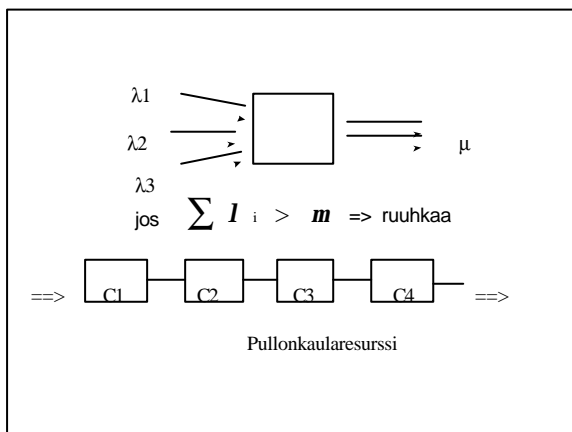 λ1
λ2
μ
λ3
jos ∑ l i > m => ruuhkaa
==> C1 C2 C3 C4 ==>
Pullonkaularesurssi